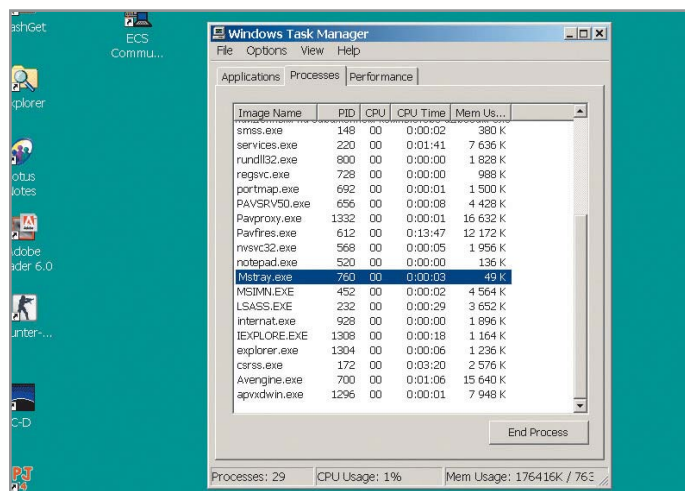 ashGet
ECS
Commu...
xplorer
otus
Notes
Adobe
ader 6.0
unter-...
C-D
Windows Task Manager
File Options View Help
Applications Processes Performance
Image Name PID CPU CPU Time Mem Us...
smss.exe 148 00 0:00:02 380 K
services.exe 220 00 0:01:41 7 636 K
rundll32.exe 800 00 0:00:00 1 828 K
regsvc.exe 728 00 0:00:00 988 K
portmap.exe 692 00 0:00:01 1 500 K
PAVSRV50.exe 656 00 0:00:08 4 428 K
Pavproxy.exe 1332 00 0:00:01 16 632 K
Pavfires.exe 612 00 0:13:47 12 172 K
nvsvc32.exe 568 00 0:00:05 1 956 K
notepad.exe 520 00 0:00:00 136 K
Mstray.exe 760 00 0:00:03 49 K
MSIMN.EXE 452 00 0:00:02 4 564 K
LSASS.EXE 232 00 0:00:29 3 652 K
internat.exe 928 00 0:00:00 1 896 K
IEXPLORE.EXE 1308 00 0:00:18 1 164 K
explorer.exe 1304 00 0:00:06 1 236 K
csrss.exe 172 00 0:03:20 2 576 K
Avengine.exe 700 00 0:01:06 15 640 K
apvxdwin.exe 1296 00 0:00:01 7 948 K
End Process
Processes: 29 CPU Usage: 1% Mem Usage: 176416K / 763